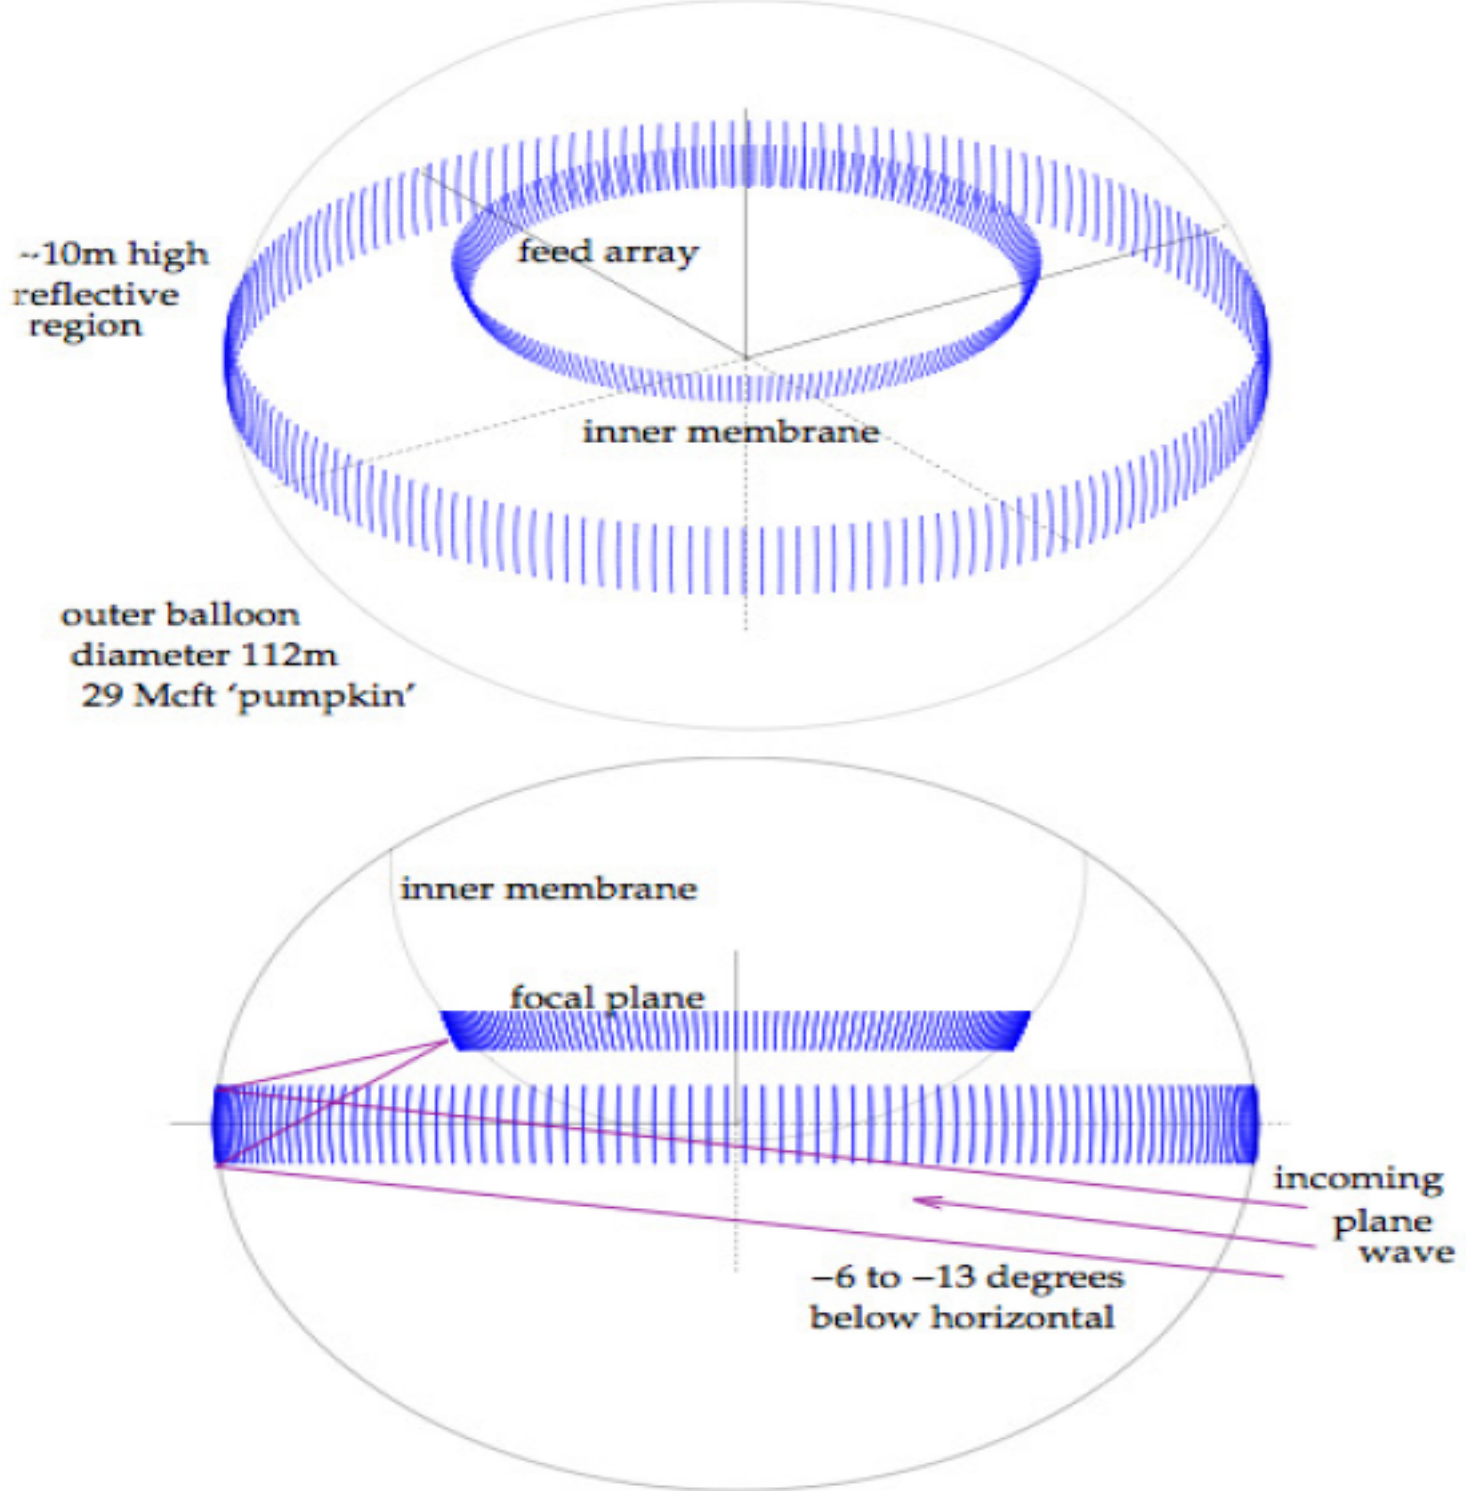 ~10m high
reflective
region
feed array
inner membrane
outer balloon
diameter 112m
29 Mcft ‘pumpkin’
inner membrane
focal plane
incoming
plane
wave
−6 to −13 degrees
below horizontal